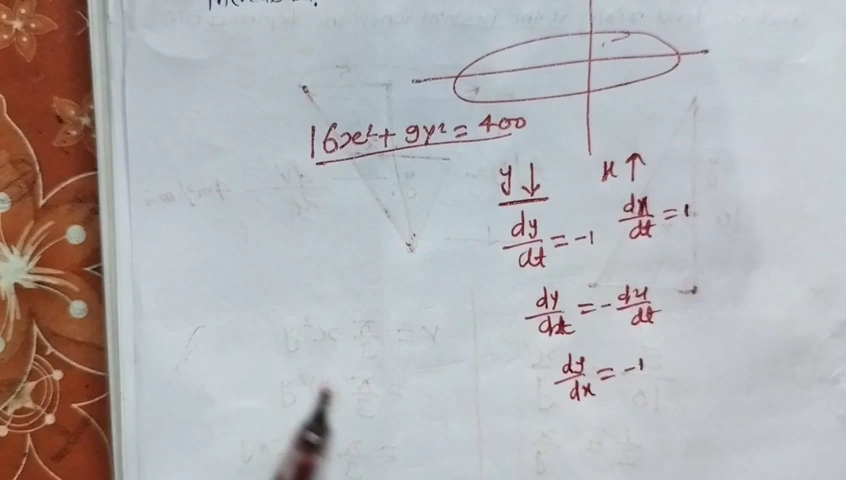 16x² + 9y² = 400
y ↓ x ↑
dy/dt = -1 dx/dt = 1
dy/dt = - dx/dt
dy/dx = -1